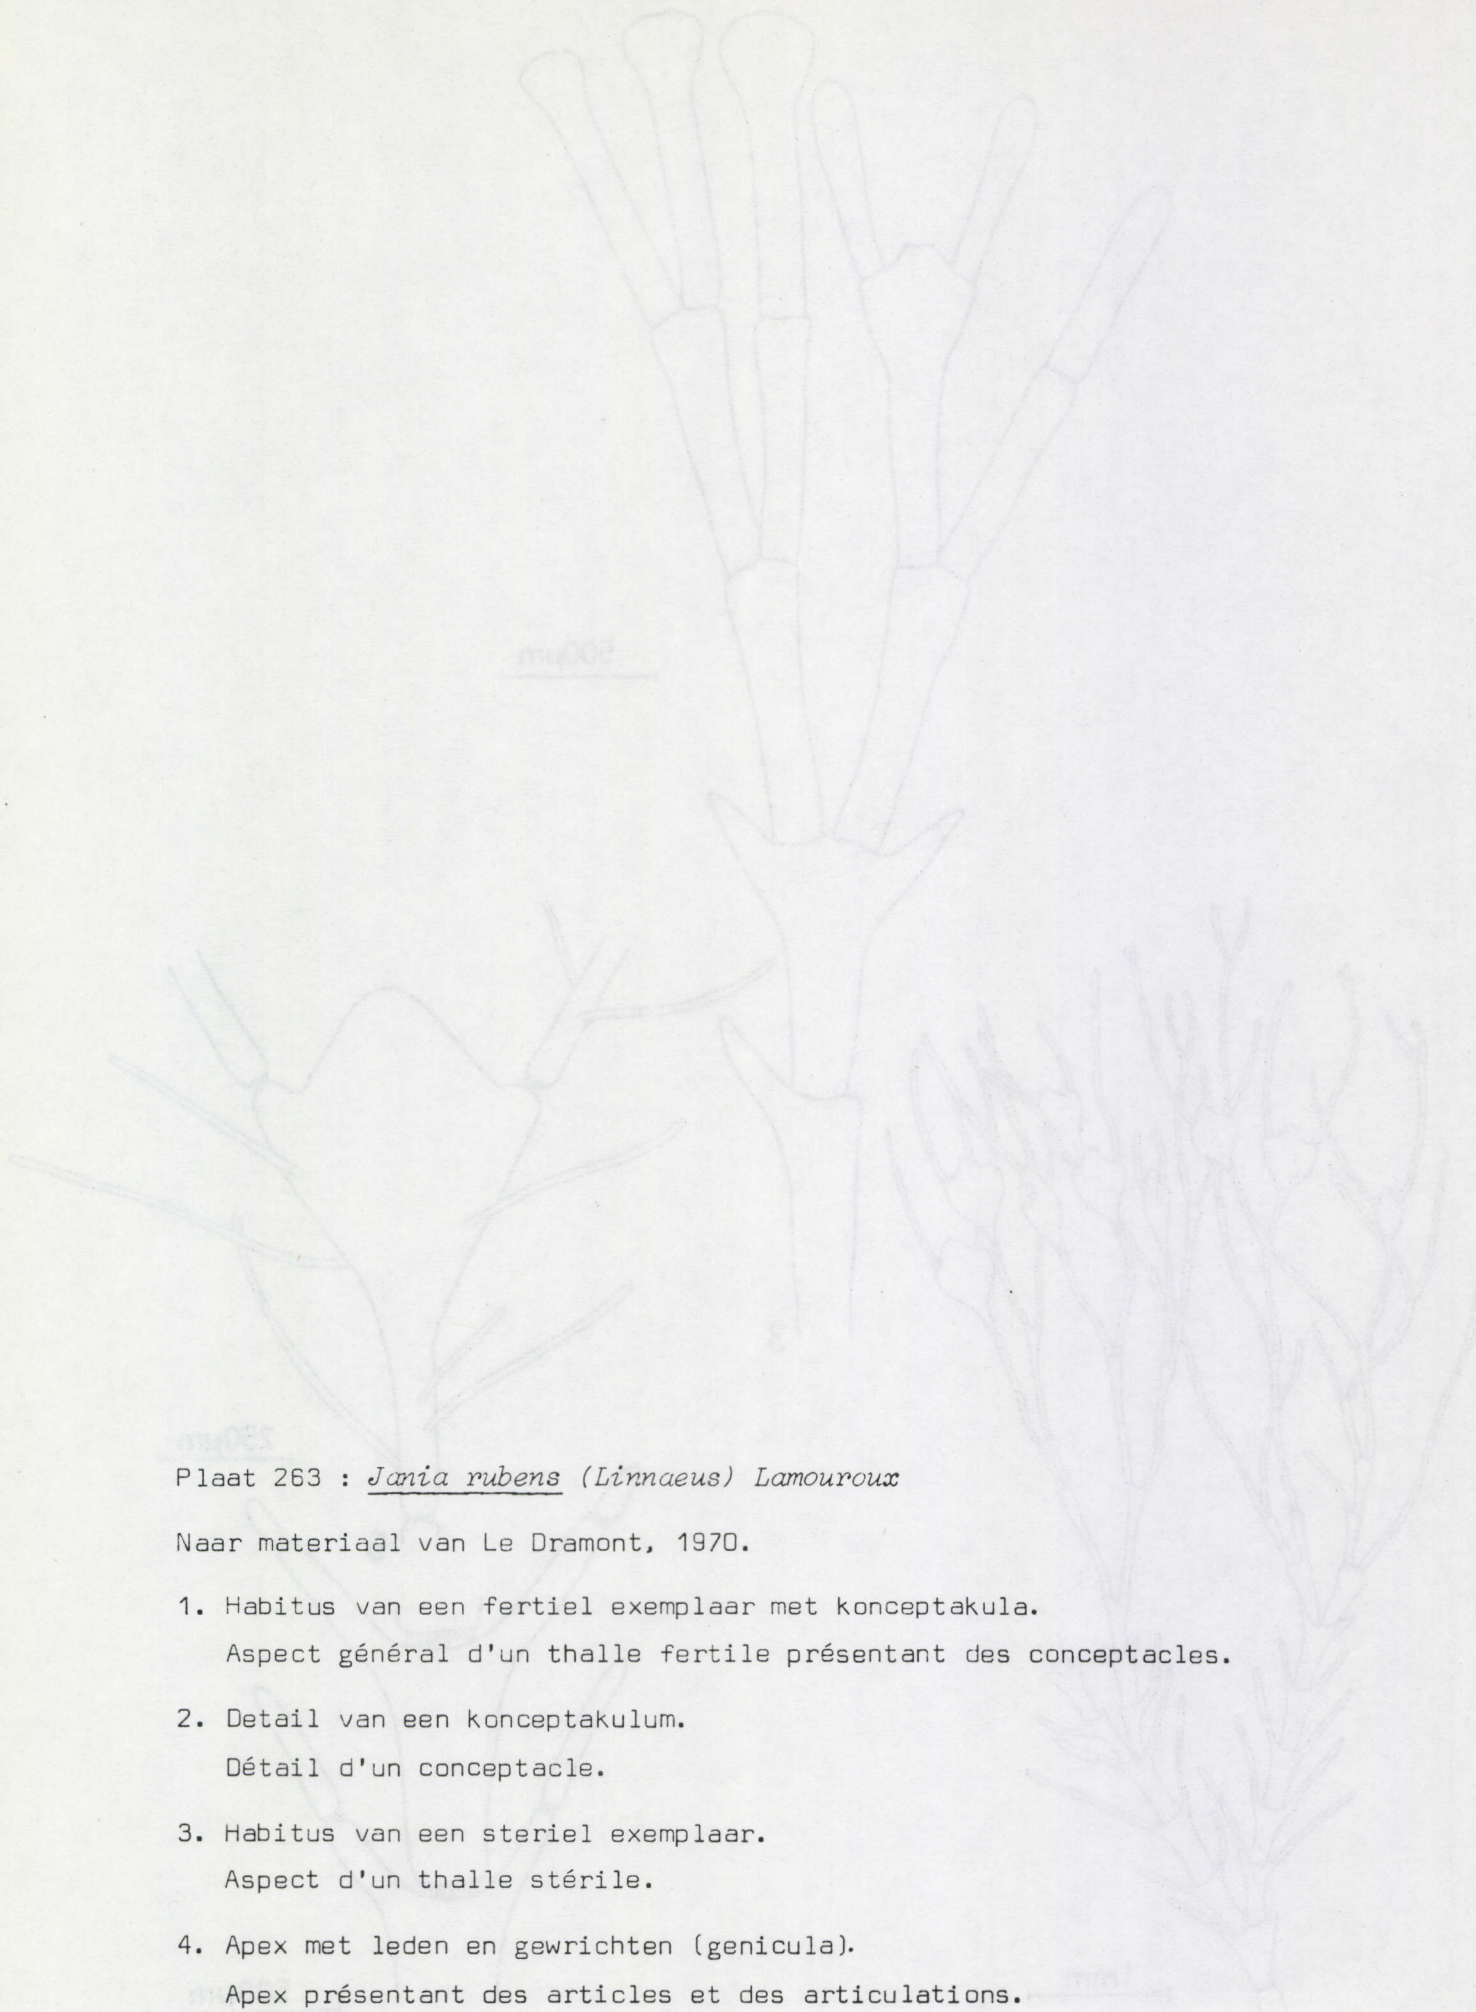 500µm
250µm
Plaat 263 : Jania rubens (Linnaeus) Lamouroux
Naar materiaal van Le Dramont, 1970.
1. Habitus van een fertiel exemplaar met konceptakula.
Aspect général d'un thalle fertile présentant des conceptacles.
2. Detail van een konceptakulum.
Détail d'un conceptacle.
3. Habitus van een steriel exemplaar.
Aspect d'un thalle stérile.
4. Apex met leden en gewrichten (genicula).
Apex présentant des articles et des articulations.